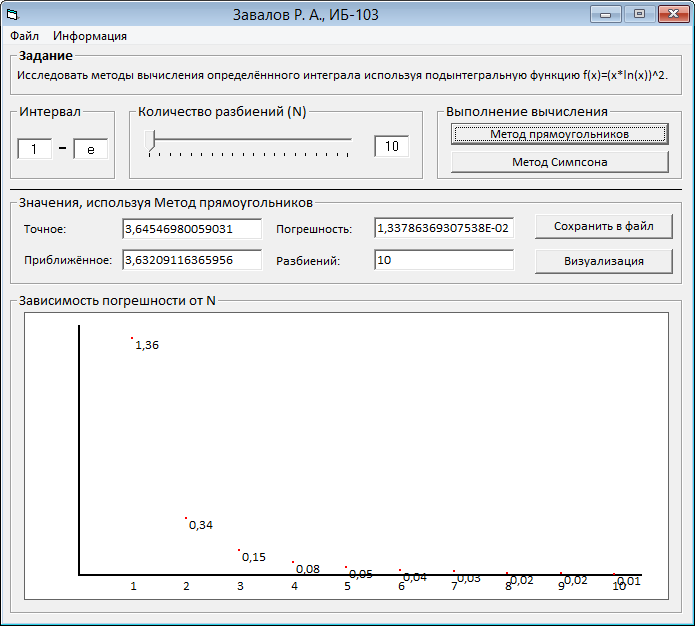 Завалов Р. А., ИБ-103
Файл Информация
Задание
Исследовать методы вычисления определённного интеграла используя подынтегральную функцию f(x)=(x*ln(x))^2.
Интервал
1 - e
Количество разбиений (N)
10
Выполнение вычисления
Метод прямоугольников
Метод Симпсона
Значения, используя Метод прямоугольников
Точное: 3,64546980059031 Погрешность: 1,33786369307538E-02 Сохранить в файл
Приближённое: 3,63209116365956 Разбиений: 10 Визуализация
Зависимость погрешности от N
1,36
0,34
0,15
0,08
0,05
0,04
0,03
0,02
0,02
0,01
1 2 3 4 5 6 7 8 9 10